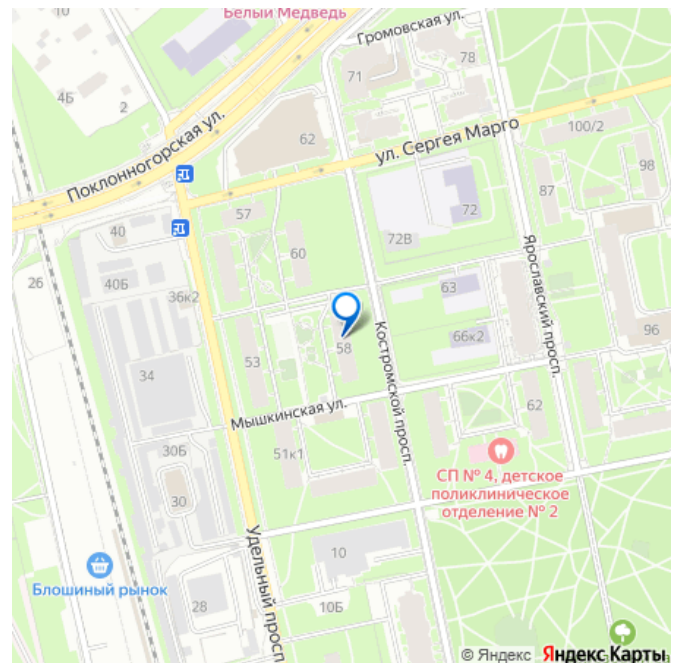 10
Белый Медведь
Громовская ул.
78
71
4Б
2
62
Поклонногорская ул.
ул. Сергея Марго
100/2
98
87
72
57
72В
40
60
26
40Б
36к2
63
Ярославский просп.
Костромской просп.
66к2
96
58
53
34
Мышкинская ул.
62
51к1
30Б
СП № 4, детское
поликлиническое
отделение № 2
30
Удельный просп.
10
Блошиный рынок
28
10Б
© Яндекс Яндекс Карты